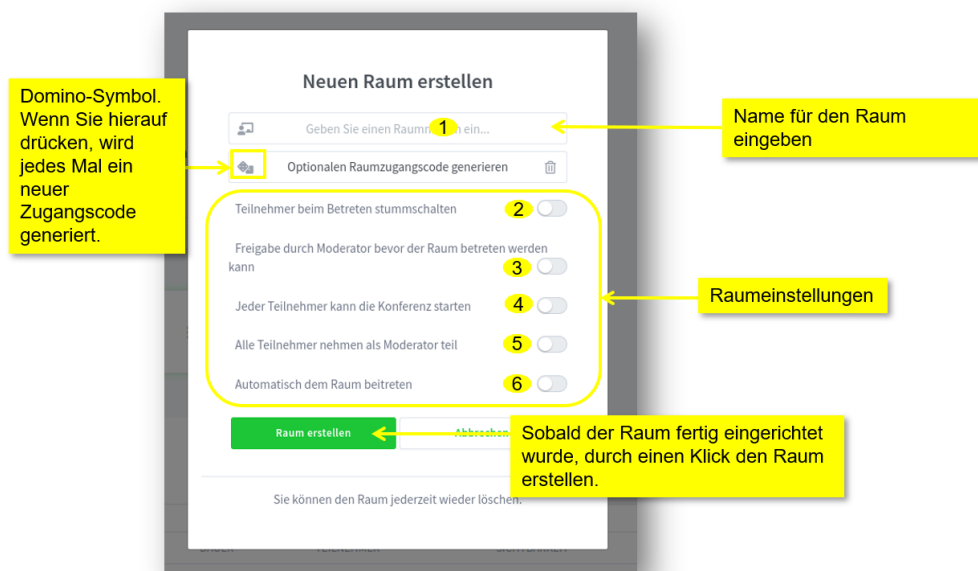 Neuen Raum erstellen
Domino-Symbol.
Wenn Sie hierauf
drücken, wird
jedes Mal ein
neuer
Zugangscode
generiert.
Geben Sie einen 1 ein...
Name für den Raum
eingeben
Optionalen Raumzugangscode generieren
Teilnehmer beim Betreten stummschalten 2
Freigabe durch Moderator bevor der Raum betreten werden
kann 3
Raumeinstellungen
Jeder Teilnehmer kann die Konferenz starten 4
Alle Teilnehmer nehmen als Moderator teil 5
Automatisch dem Raum beitreten 6
Raum erstellen
Abbrechen
Sobald der Raum fertig eingerichtet
wurde, durch einen Klick den Raum
erstellen.
Sie können den Raum jederzeit wieder löschen.